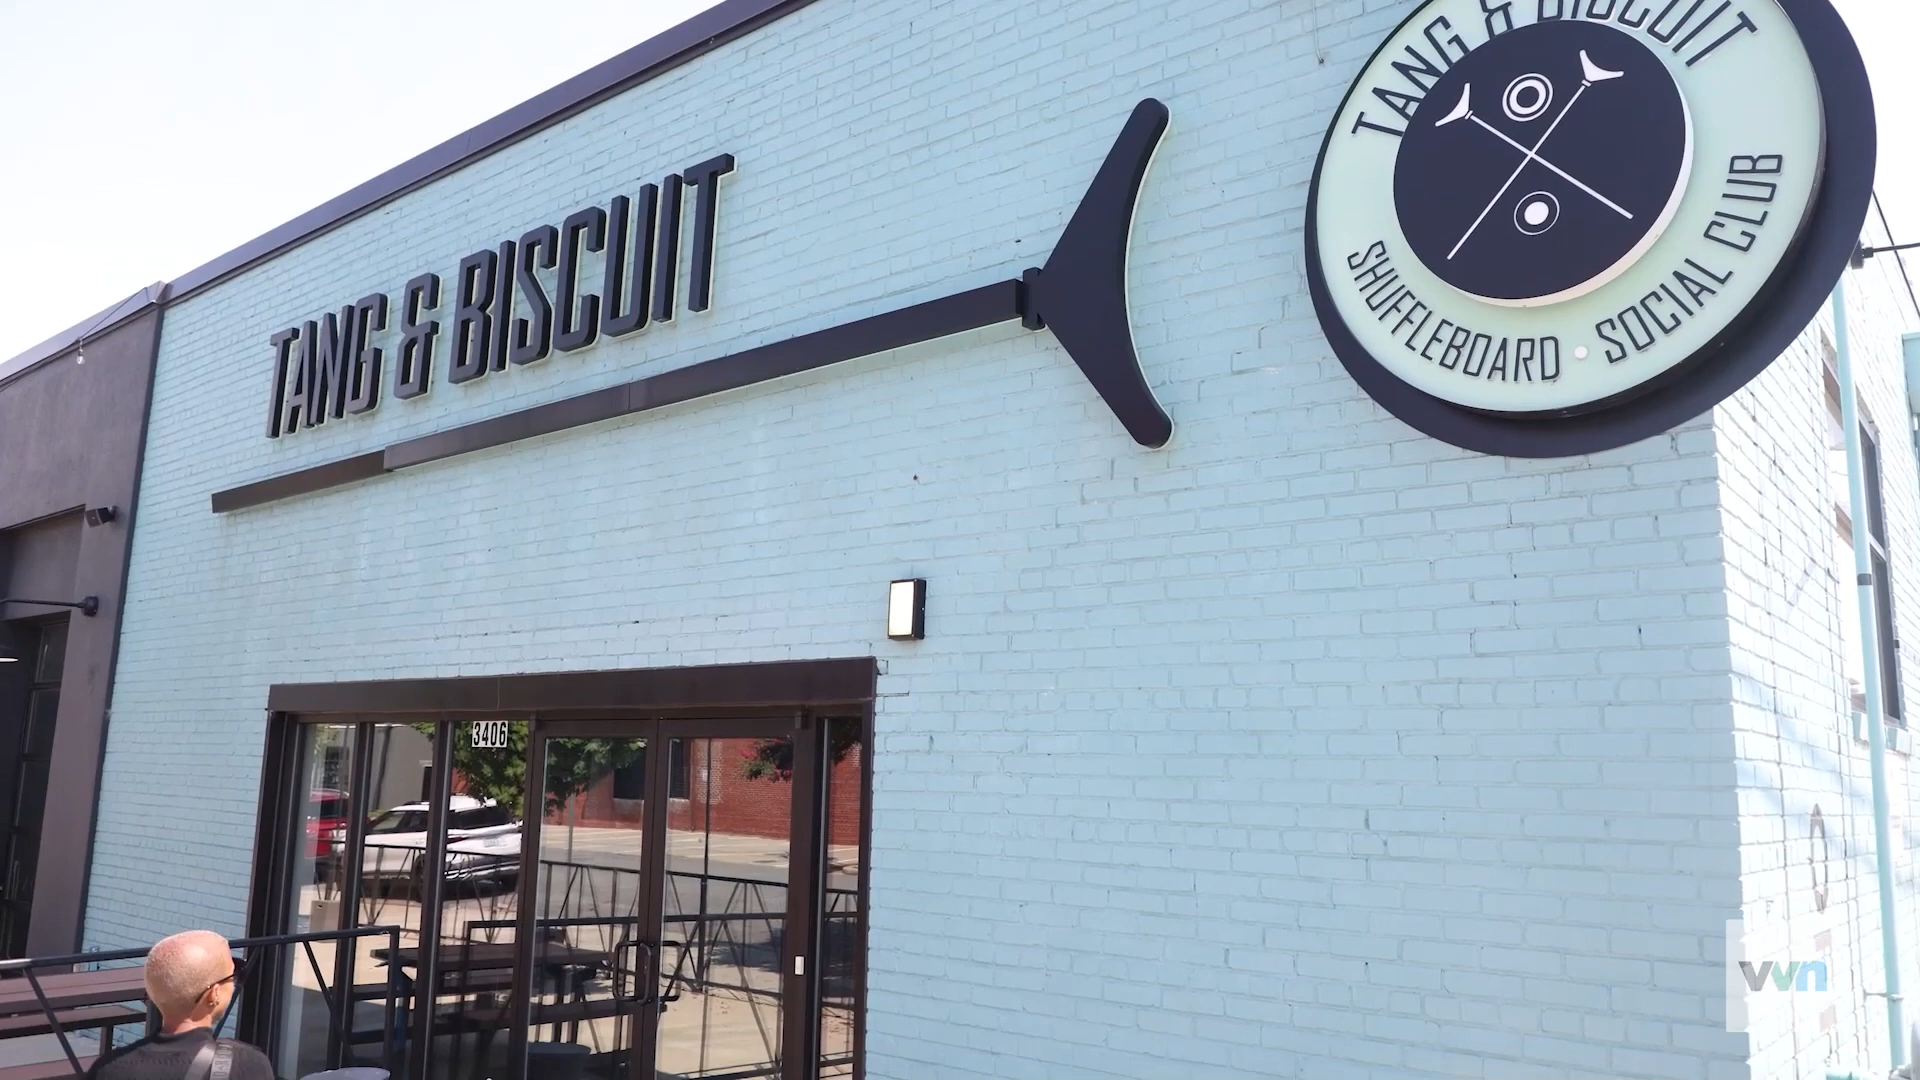 TANG & BISCUIT
TANG & BISCUIT
SHUFFLEBOARD · SOCIAL CLUB
3406
vvn